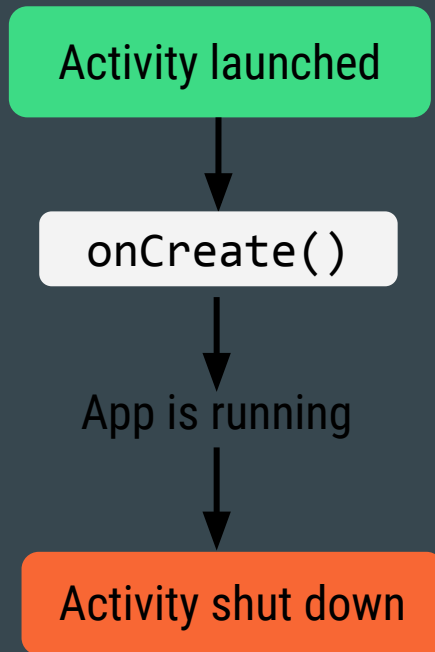 Activity launched
onCreate()
App is running
Activity shut down